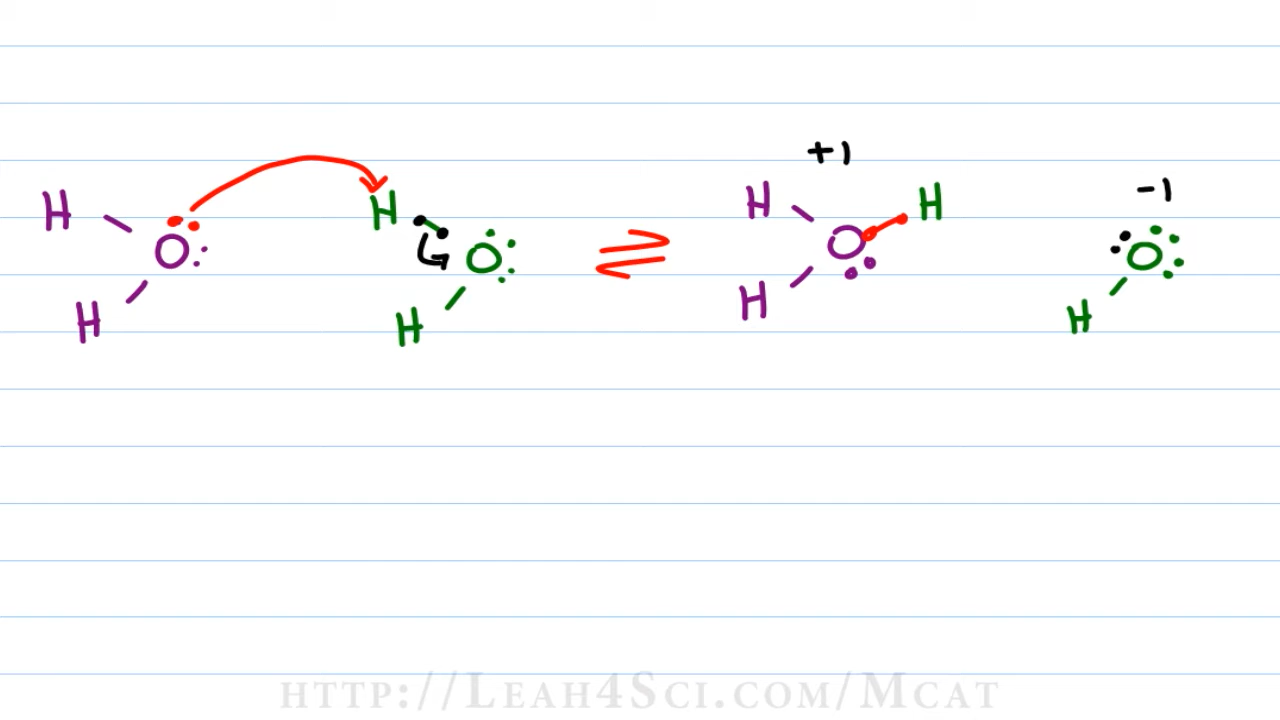 +1
-1
H H H H
O O O O
H H H H
HTTP://LEAH4SCI.COM/MCAT